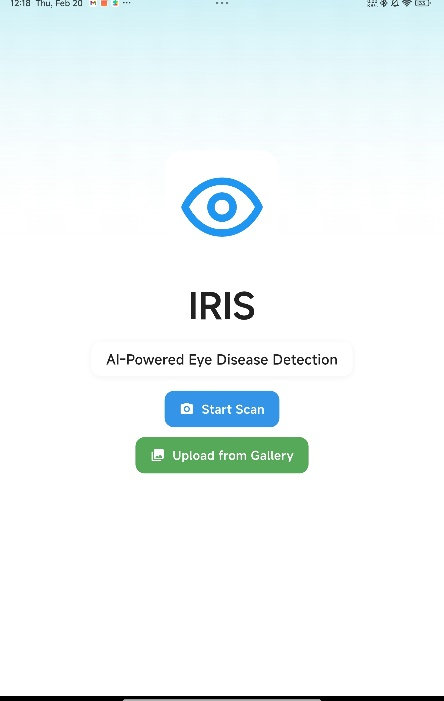 12:18 Thu, Feb 20
IRIS
AI-Powered Eye Disease Detection
Start Scan
Upload from Gallery